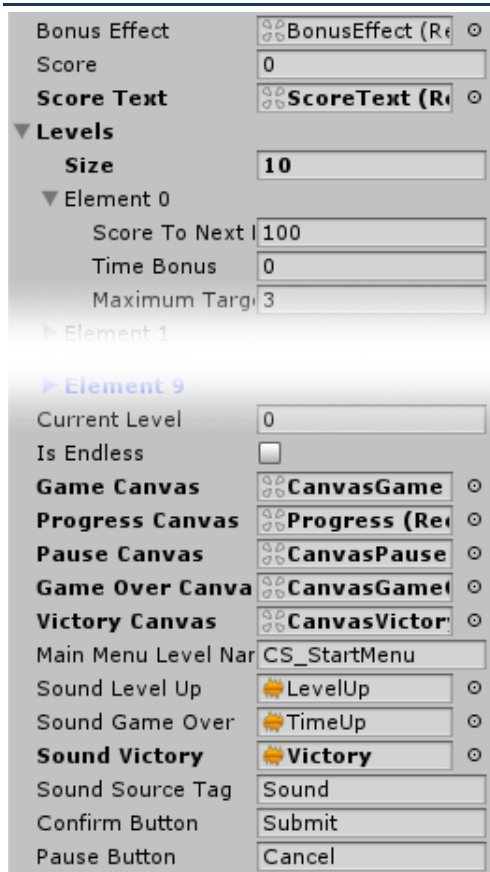 Bonus Effect BonusEffect (Re
Score 0
Score Text ScoreText (Re
Levels
Size 10
Element 0
Score To Next 100
Time Bonus 0
Maximum Targ 3
Element 1
Element 9
Current Level 0
Is Endless
Game Canvas CanvasGame
Progress Canvas Progress (Rec
Pause Canvas CanvasPause
Game Over Canva CanvasGame
Victory Canvas CanvasVictor
Main Menu Level Nar CS_StartMenu
Sound Level Up LevelUp
Sound Game Over TimeUp
Sound Victory Victory
Sound Source Tag Sound
Confirm Button Submit
Pause Button Cancel